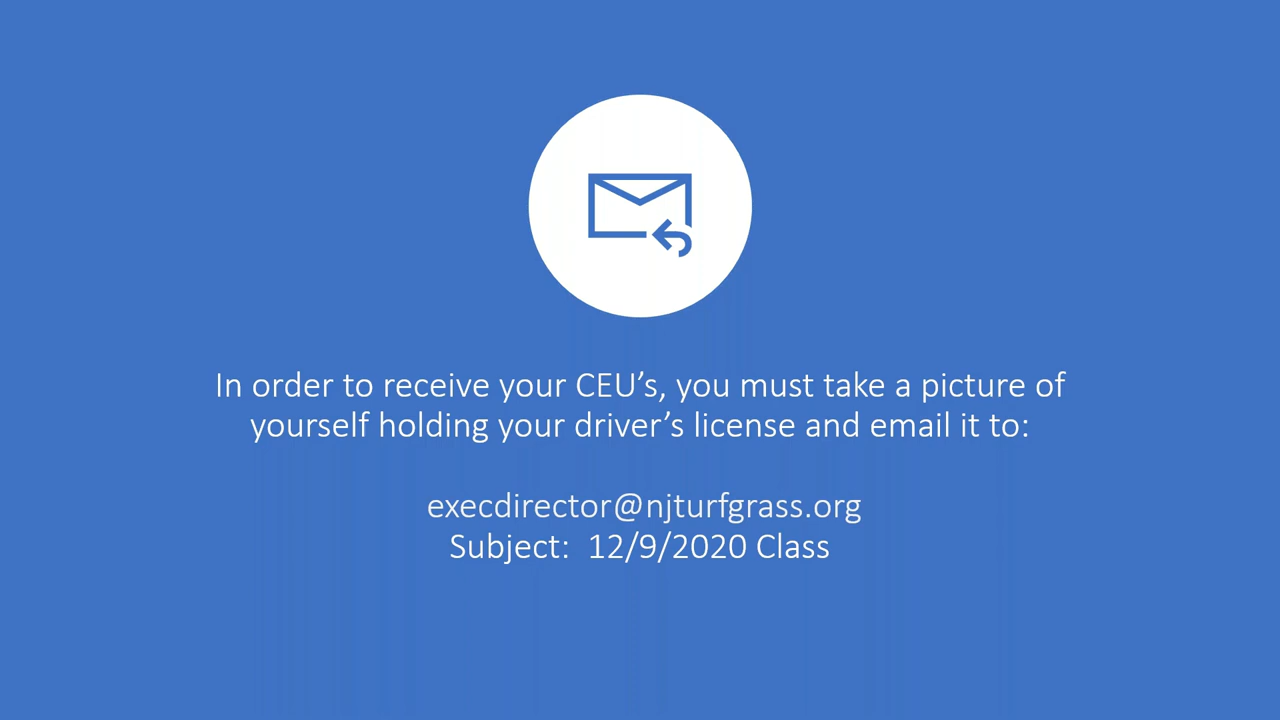 In order to receive your CEU’s, you must take a picture of
yourself holding your driver’s license and email it to:
execdirector@njturfgrass.org
Subject:  12/9/2020 Class